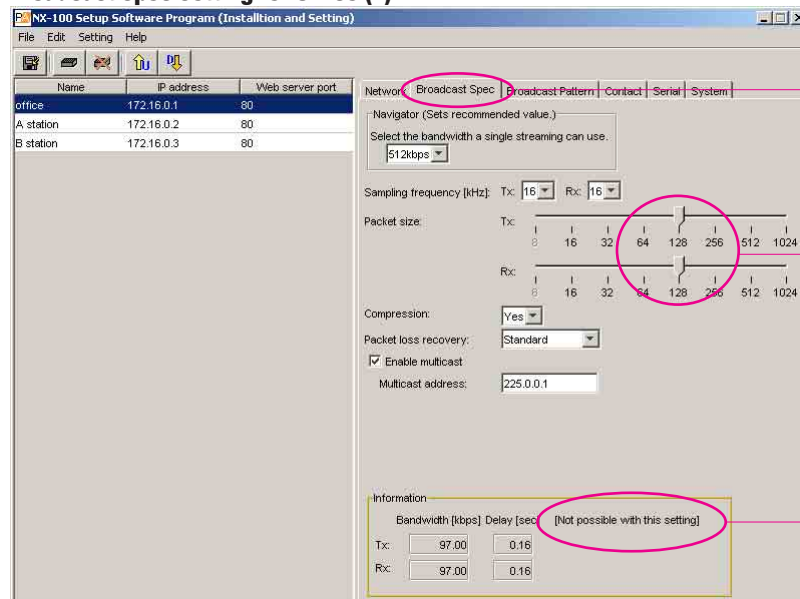 NX-100 Setup Software Program (Installtion and Setting)
File Edit Setting Help
Name IP address Web server port
office 172.16.0.1 80
A station 172.16.0.2 80
B station 172.16.0.3 80
Network Broadcast Spec Broadcast Pattern Contact Serial System
Navigator (Sets recommended value.)
Select the bandwidth a single streaming can use.
512kbps
Sampling frequency [kHz]: Tx: 16 Rx: 16
Packet size: Tx:
8 16 32 64 128 256 512 1024
Rx:
8 16 32 64 128 256 512 1024
Compression: Yes
Packet loss recovery: Standard
Enable multicast
Multicast address: 225.0.0.1
Information
Bandwidth [kbps] Delay [sec] [Not possible with this setting]
Tx: 97.00 0.16
Rx: 97.00 0.16